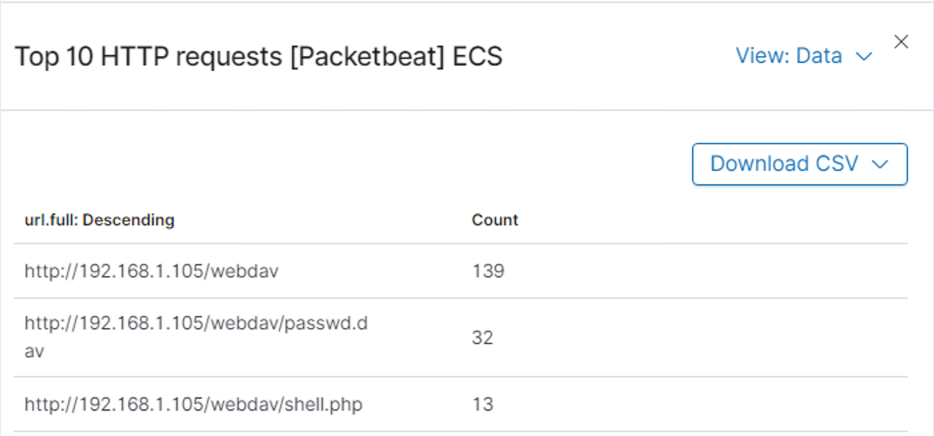 Top 10 HTTP requests [Packetbeat] ECS
View: Data
Download CSV
url.full: Descending Count
http://192.168.1.105/webdav 139
http://192.168.1.105/webdav/passwd.d
av
32
http://192.168.1.105/webdav/shell.php 13